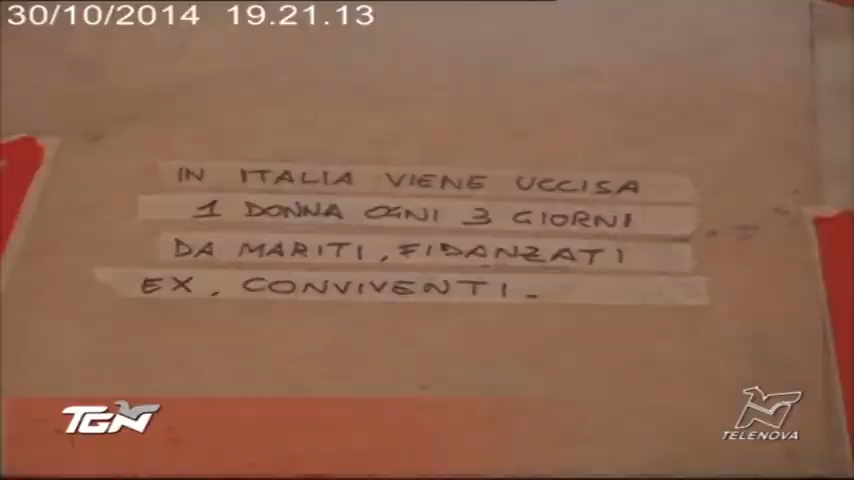 30/10/2014 19.21.13
IN ITALIA VIENE UCCISA
1 DONNA OGNI 3 GIORNI
DA MARITI, FIDANZATI
EX, CONVIVENTI.
TGN
TELENOVA